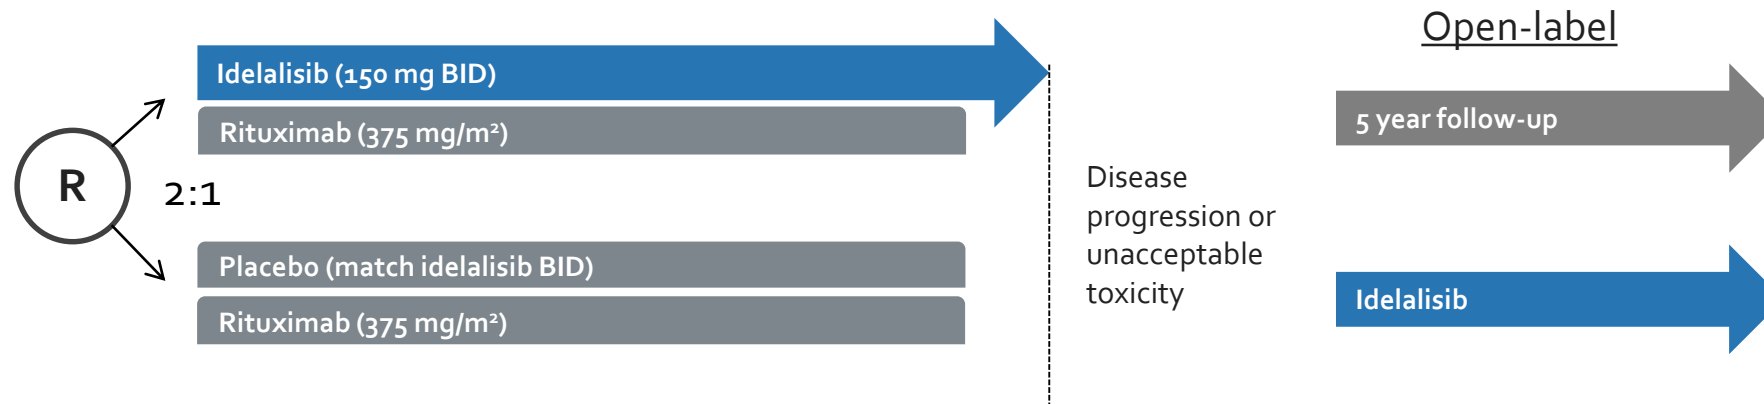 Open-label
Idelalisib (150 mg BID)
Rituximab (375 mg/m²)
5 year follow-up
R
2:1
Disease
progression or
unacceptable
toxicity
Placebo (match idelalisib BID)
Rituximab (375 mg/m²)
Idelalisib